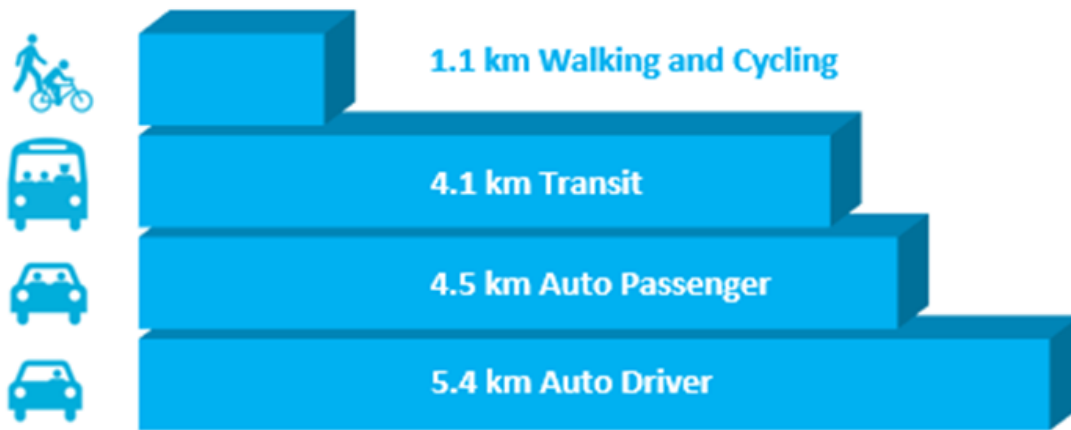 1.1 km Walking and Cycling
4.1 km Transit
4.5 km Auto Passenger
5.4 km Auto Driver